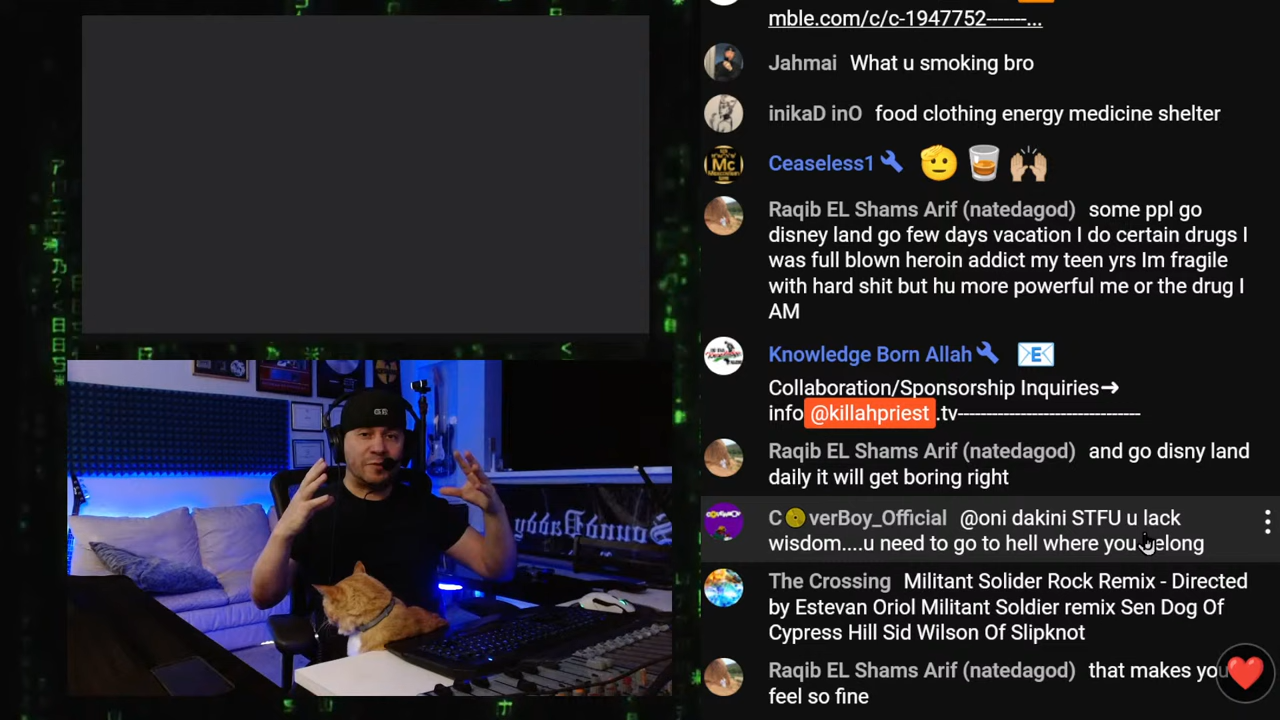 mble.com/c/c-1947752-------...
Jahmai What u smoking bro
inikaD inO food clothing energy medicine shelter
Ceaseless1
Raqib EL Shams Arif (natedagod) some ppl go
disney land go few days vacation I do certain drugs I
was full blown heroin addict my teen yrs Im fragile
with hard shit but hu more powerful me or the drug I
AM
Knowledge Born Allah
Collaboration/Sponsorship Inquiries➜
info@killahpriest.tv--------------------------------
Raqib EL Shams Arif (natedagod) and go disny land
daily it will get boring right
C verBoy_Official @oni dakini STFU u lack
wisdom....u need to go to hell where you belong
The Crossing Militant Solider Rock Remix - Directed
by Estevan Oriol Militant Soldier remix Sen Dog Of
Cypress Hill Sid Wilson Of Slipknot
Raqib EL Shams Arif (natedagod) that makes you
feel so fine